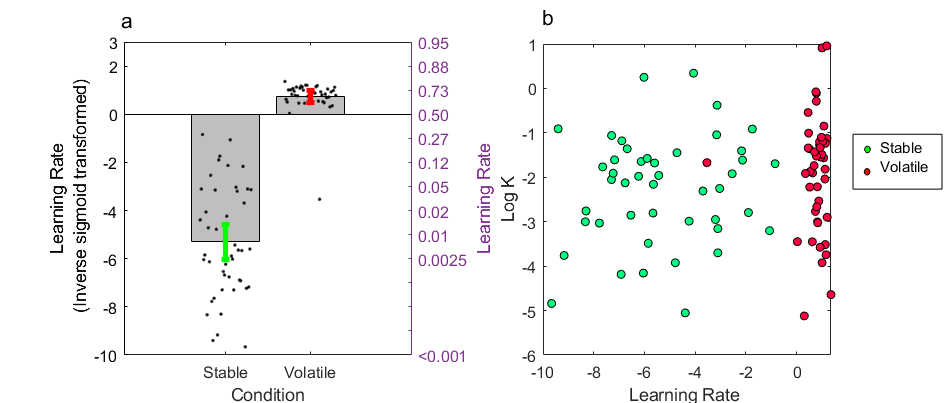 a
3
2
0
-2
-4
-6
-8
-10
Learning Rate
(Inverse sigmoid transformed)
0.95
0.88
0.73
0.50
0.27
0.12
0.05
0.02
0.01
0.0025
<0.001
Learning Rate
Stable
Volatile
Condition
b
1
0
-1
-2
-3
-4
-5
-6
Log K
-10
-8
-6
-4
-2
0
Learning Rate
Stable
Volatile